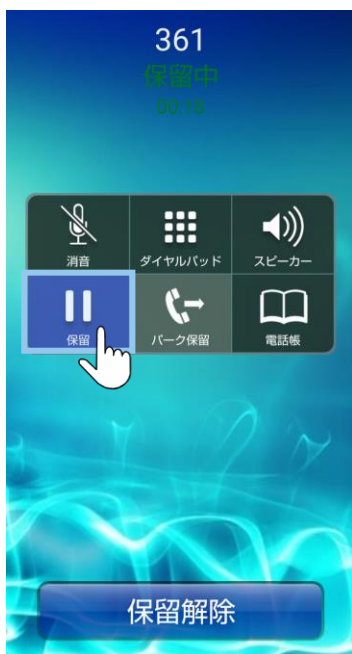 361
保留中
00:18
消音
ダイヤルパッド
スピーカー
保留
パーク保留
電話帳
保留解除